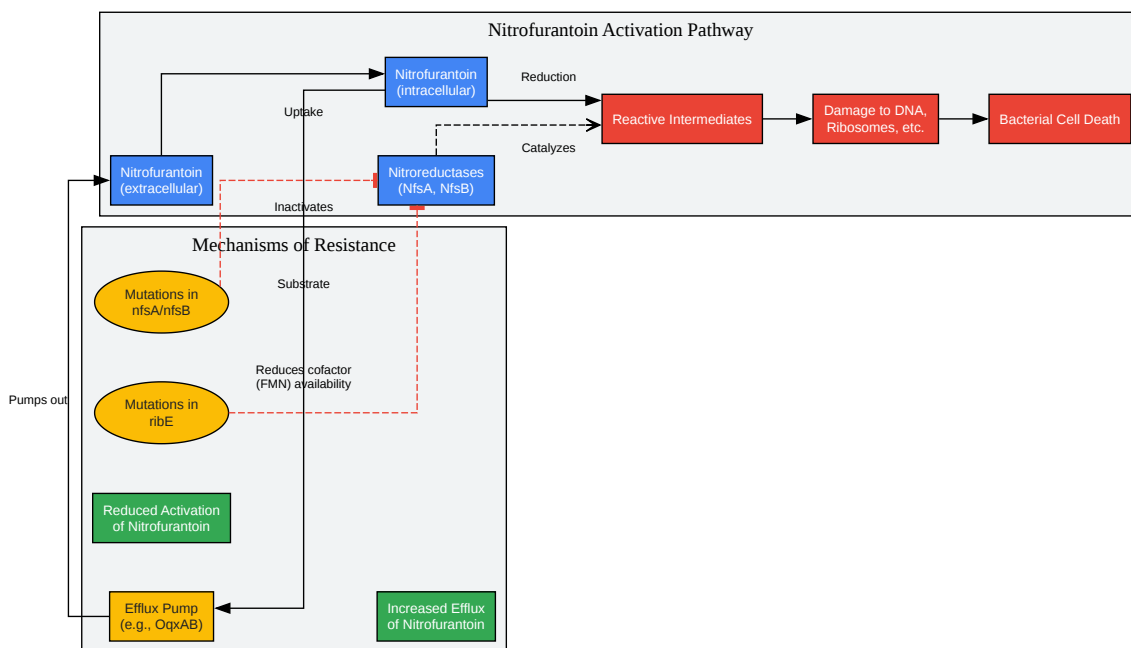 Nitrofurantoin Activation Pathway
Nitrofurantoin
(intracellular)
Reduction
Uptake
Reactive Intermediates
Damage to DNA,
Ribosomes, etc.
Bacterial Cell Death
Catalyzes
Nitrofurantoin
(extracellular)
Nitroreductases
(NfsA, NfsB)
Inactivates
Mechanisms of Resistance
Substrate
Mutations in
nfsA/nfsB
Reduces cofactor
(FMN) availability
Pumps out
Mutations in
ribE
Reduced Activation
of Nitrofurantoin
Efflux Pump
(e.g., OqxAB)
Increased Efflux
of Nitrofurantoin